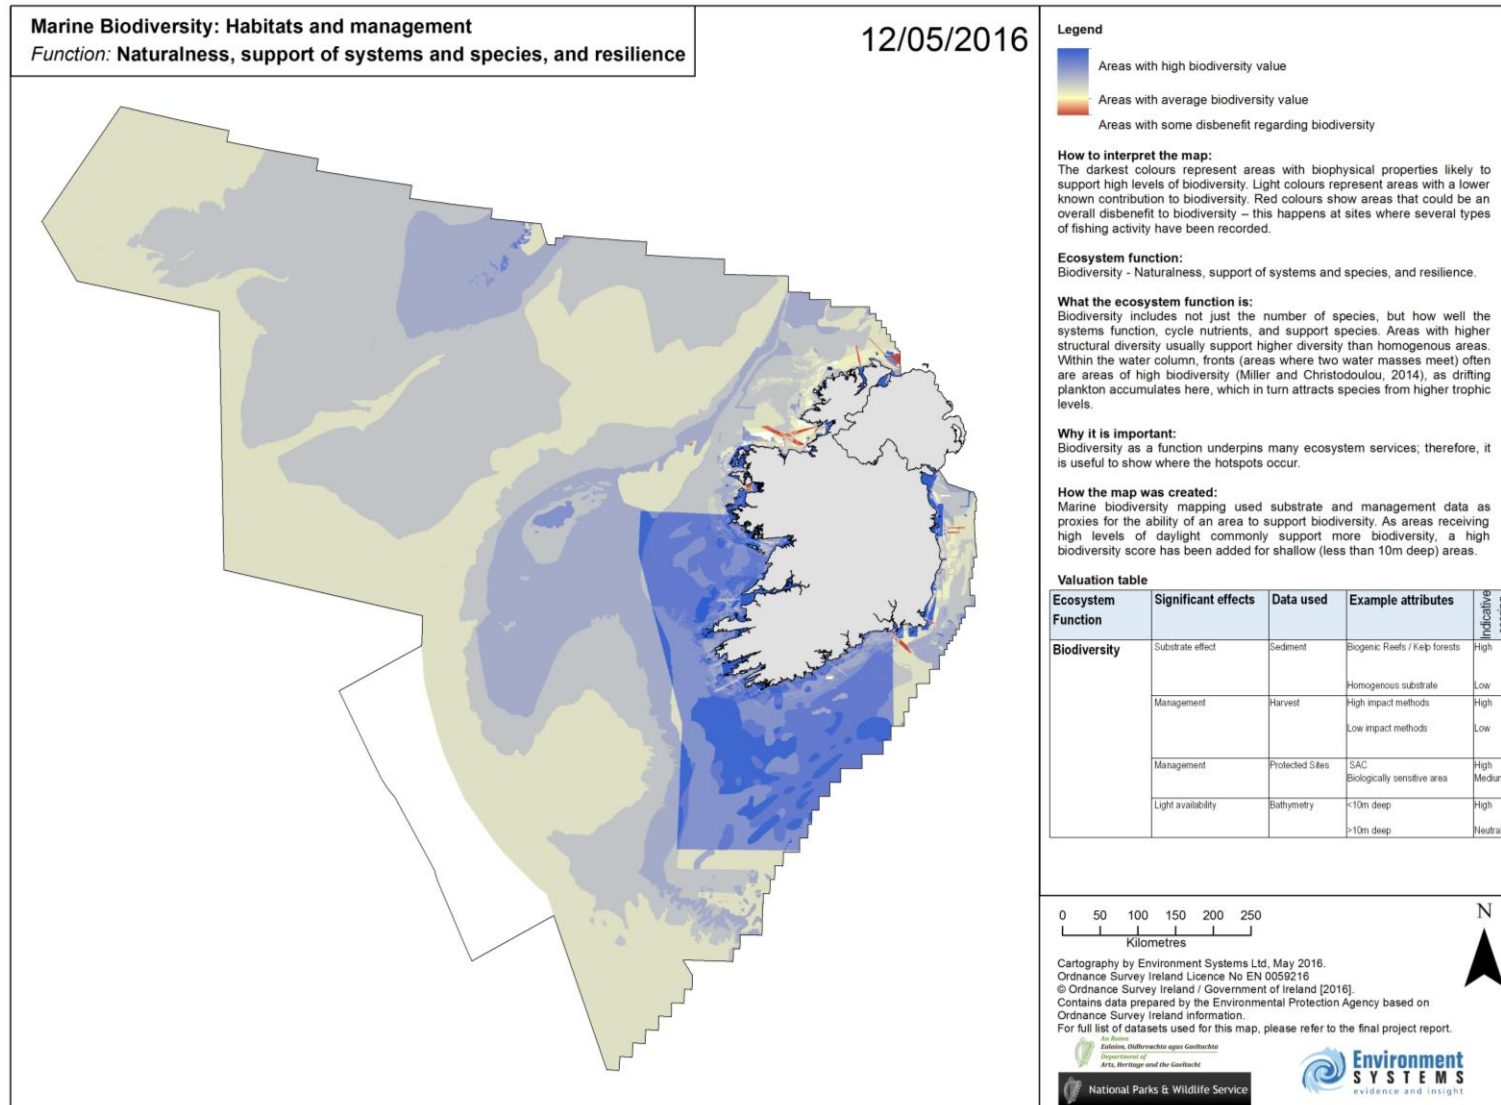 Marine Biodiversity: Habitats and management
Function: Naturalness, support of systems and species, and resilience
12/05/2016
Legend
Areas with high biodiversity value
Areas with average biodiversity value
Areas with some disbenefit regarding biodiversity
How to interpret the map:
The darkest colours represent areas with biophysical properties likely to
support high levels of biodiversity. Light colours represent areas with a lower
known contribution to biodiversity. Red colours show areas that could be an
overall disbenefit to biodiversity – this happens at sites where several types
of fishing activity have been recorded.
Ecosystem function:
Biodiversity - Naturalness, support of systems and species, and resilience.
What the ecosystem function is:
Biodiversity includes not just the number of species, but how well the
systems function, cycle nutrients, and support species. Areas with higher
structural diversity usually support higher diversity than homogenous areas.
Within the water column, fronts (areas where two water masses meet) often
are areas of high biodiversity (Miller and Christodoulou, 2014), as drifting
plankton accumulates here, which in turn attracts species from higher trophic
levels.
Why it is important:
Biodiversity as a function underpins many ecosystem services; therefore, it
is useful to show where the hotspots occur.
How the map was created:
Marine biodiversity mapping used substrate and management data as
proxies for the ability of an area to support biodiversity. As areas receiving
high levels of daylight commonly support more biodiversity, a high
biodiversity score has been added for shallow (less than 10m deep) areas.
Valuation table
Ecosystem Function Significant effects Data used Example attributes Indicative
Biodiversity Substrate effect Sediment Biogenic Reefs / Kelp forests High
Homogenous substrate Low
Management Harvest High impact methods High
Low impact methods Low
Management Protected Sites SAC High
Biologically sensitive area Medium
Light availability Bathymetry <10m deep High
>10m deep Neutral
0 50 100 150 200 250
Kilometres
N
Cartography by Environment Systems Ltd, May 2016.
Ordnance Survey Ireland Licence No EN 0059216
© Ordnance Survey Ireland / Government of Ireland [2016].
Contains data prepared by the Environmental Protection Agency based on
Ordnance Survey Ireland information.
For full list of datasets used for this map, please refer to the final project report.
An Roinn
Ealaíon, Oidhreachta agus Gaeltachta
Department of
Arts, Heritage and the Gaeltacht
National Parks & Wildlife Service
Environment
SYSTEMS
evidence and insight